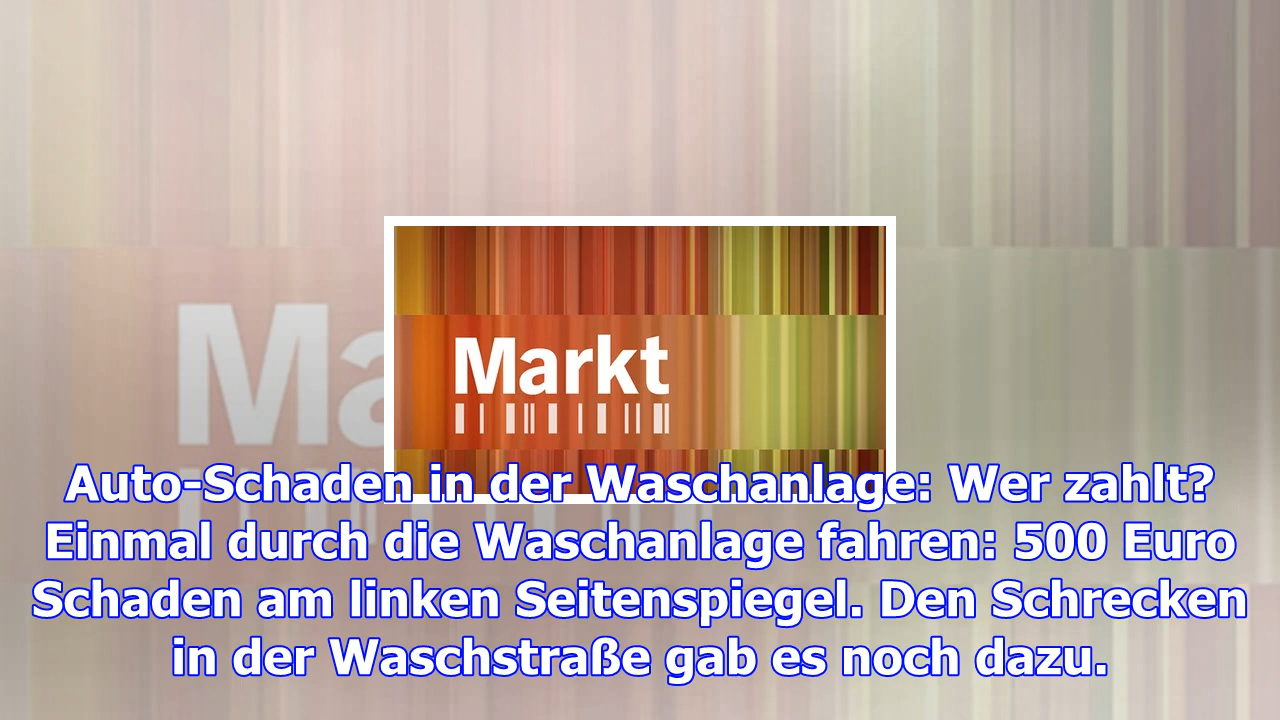 Ma
Markt
Auto-Schaden in der Waschanlage: Wer zahlt?
Einmal durch die Waschanlage fahren: 500 Euro
Schaden am linken Seitenspiegel. Den Schrecken
in der Waschstraße gab es noch dazu.